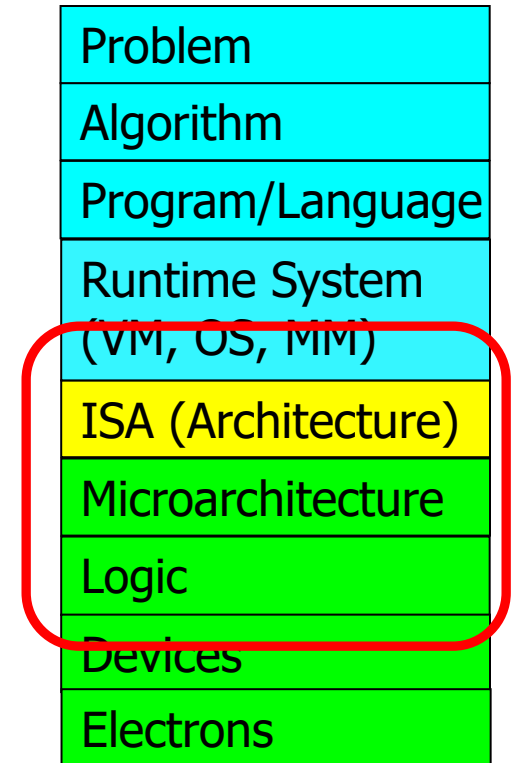 Problem
Algorithm
Program/Language
Runtime System
(VM, OS, MM)
ISA (Architecture)
Microarchitecture
Logic
Devices
Electrons